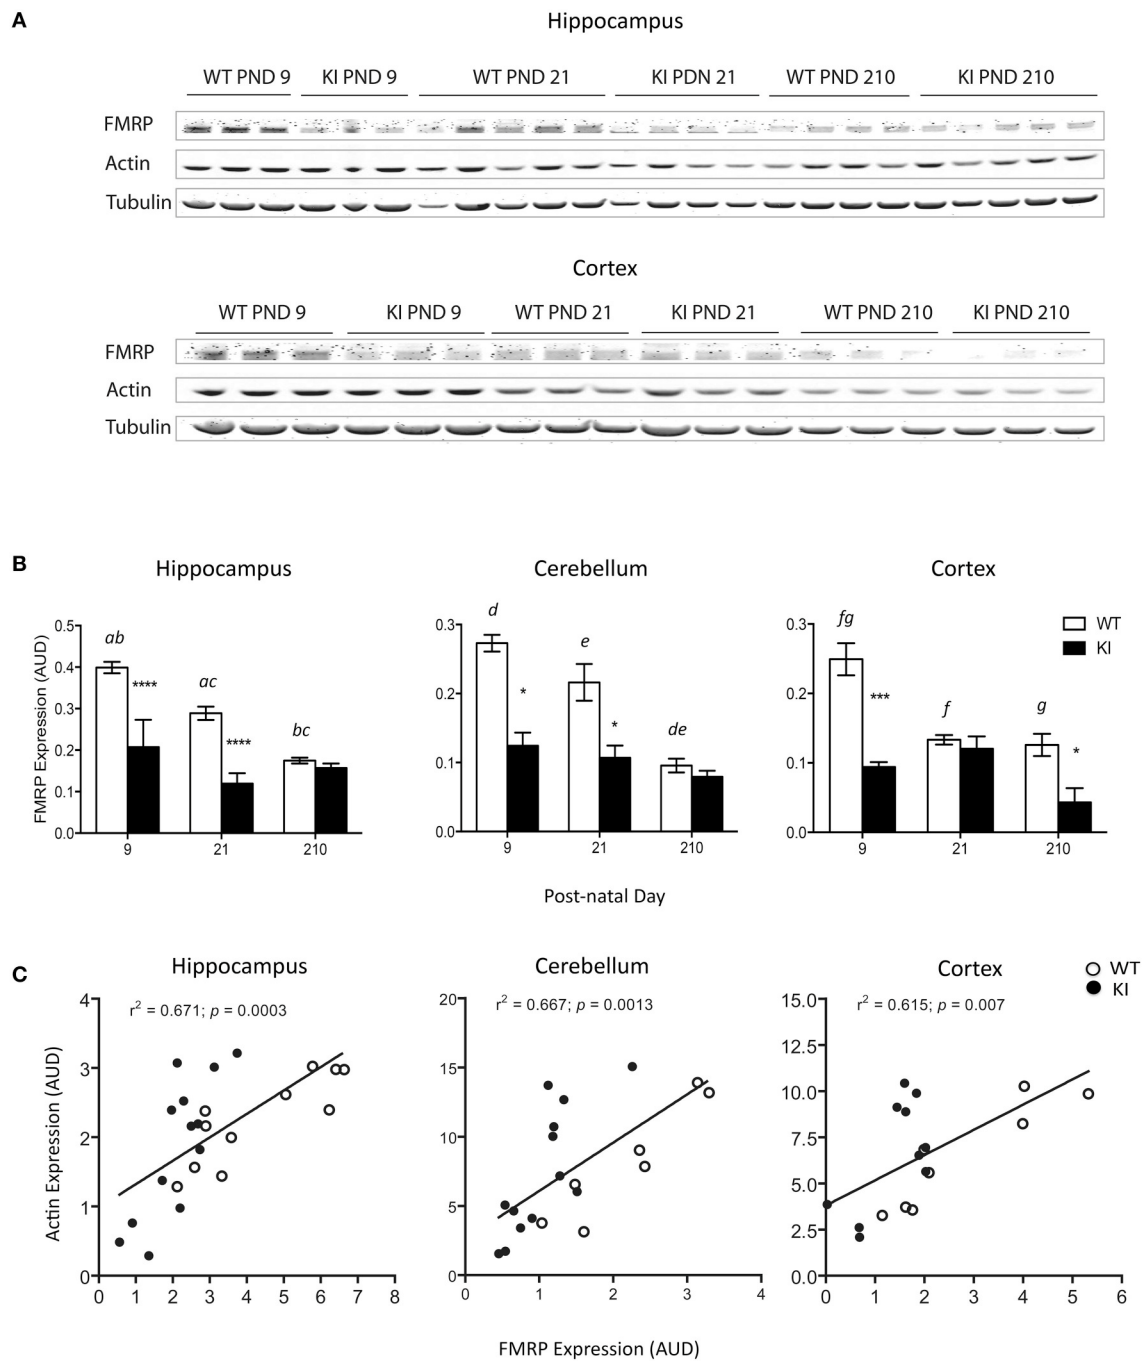 A
Hippocampus
WT PND 9 KI PND 9 WT PND 21 KI PDN 21 WT PND 210 KI PND 210
FMRP
Actin
Tubulin
Cortex
WT PND 9 KI PND 9 WT PND 21 KI PND 21 WT PND 210 KI PND 210
FMRP
Actin
Tubulin
B
Hippocampus Cerebellum Cortex
FMRP Expression (AUD)
0.5
0.4
0.3
0.2
0.1
0.0
ab
****
ac
****
bc
9 21 210
0.3
0.2
0.1
0.0
d
*
e
*
de
9 21 210
0.3
0.2
0.1
0.0
fg
***
f
g
*
9 21 210
WT
KI
Post-natal Day
C
Hippocampus Cerebellum Cortex
WT
KI
Actin Expression (AUD)
r² = 0.671; p = 0.0003
4
3
2
1
0
0 1 2 3 4 5 6 7 8
r² = 0.667; p = 0.0013
20
15
10
5
0
0 1 2 3 4
r² = 0.615; p = 0.007
15.0
12.5
10.0
7.5
5.0
2.5
0.0
0 1 2 3 4 5 6
FMRP Expression (AUD)